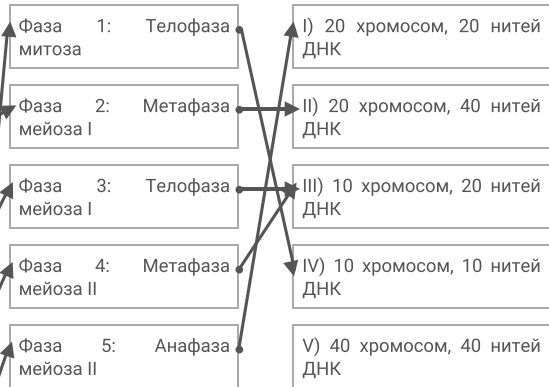 Фаза 1: Телофаза
митоза
I) 20 хромосом, 20 нитей
ДНК
Фаза 2: Метафаза
мейоза I
II) 20 хромосом, 40 нитей
ДНК
Фаза 3: Телофаза
мейоза I
III) 10 хромосом, 20 нитей
ДНК
Фаза 4: Метафаза
мейоза II
IV) 10 хромосом, 10 нитей
ДНК
Фаза 5: Анафаза
мейоза II
V) 40 хромосом, 40 нитей
ДНК